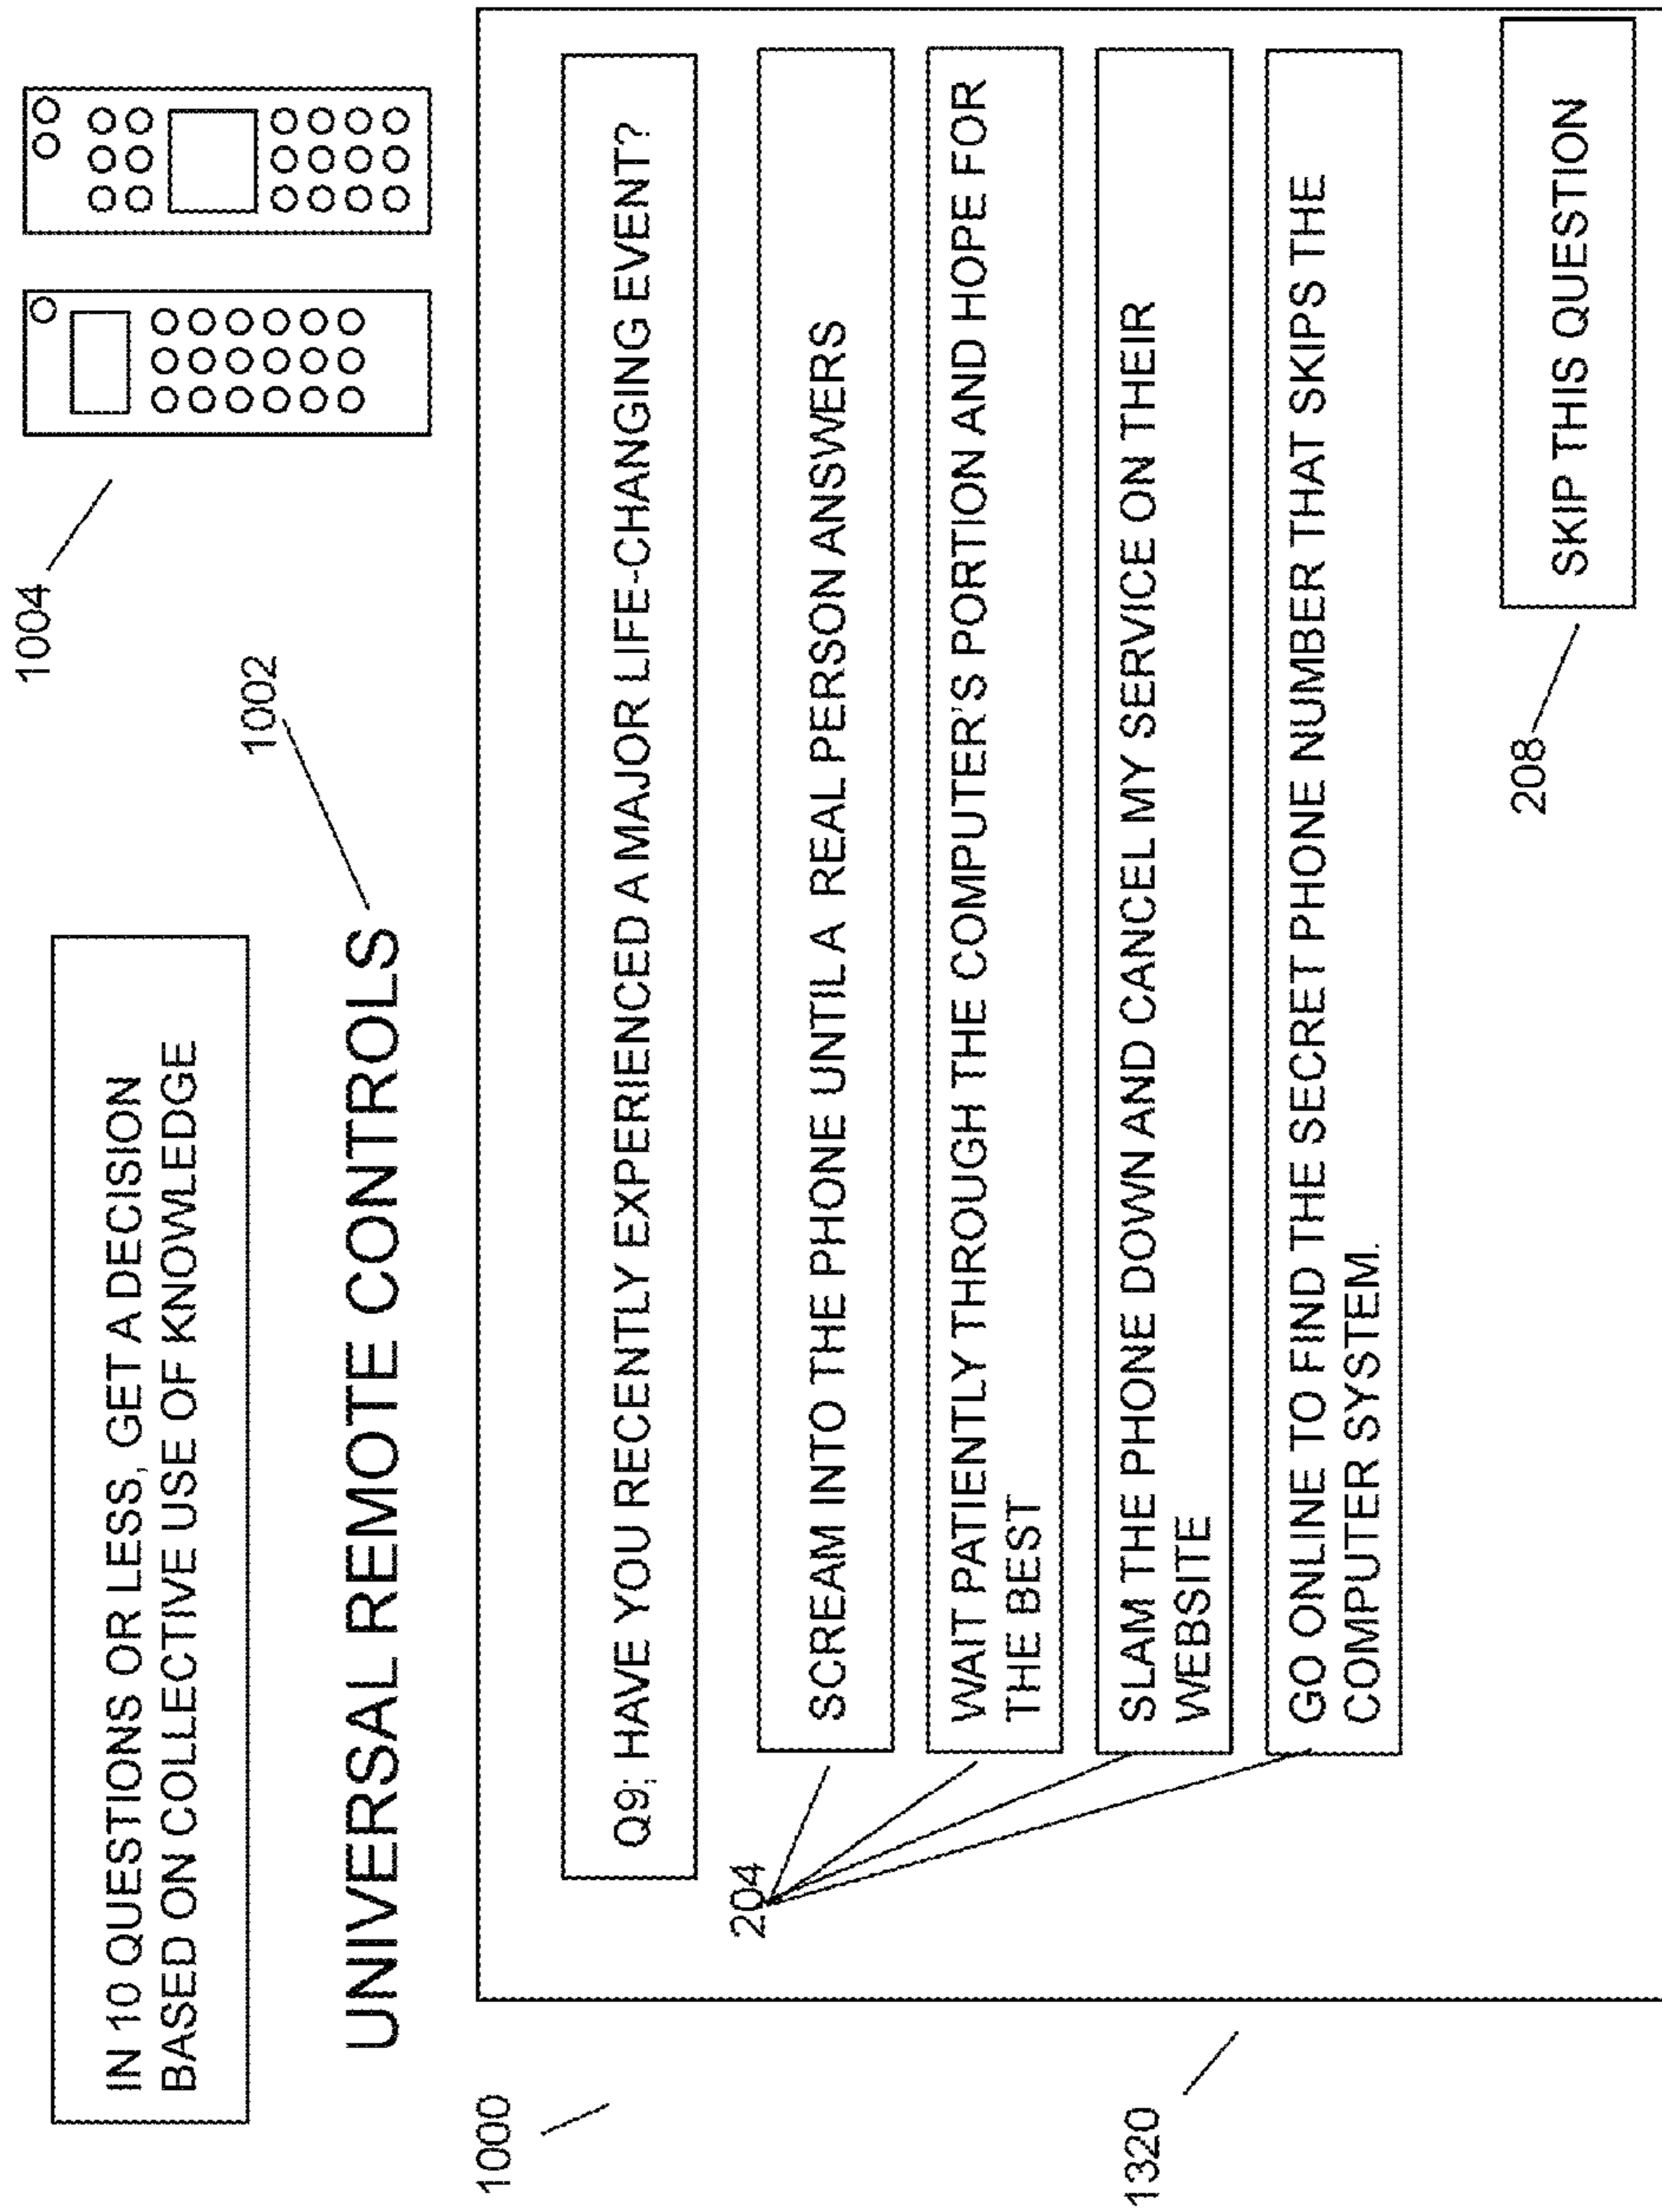 IN 10 QUESTIONS OR LESS, GET A DECISION
BASED ON COLLECTIVE USE OF KNOWLEDGE
1004
1002
UNIVERSAL REMOTE CONTROLS
1000
Q9; HAVE YOU RECENTLY EXPERIENCED A MAJOR LIFE-CHANGING EVENT?
204
SCREAM INTO THE PHONE UNTIL A REAL PERSON ANSWERS
WAIT PATIENTLY THROUGH THE COMPUTER'S PORTION AND HOPE FOR
THE BEST
SLAM THE PHONE DOWN AND CANCEL MY SERVICE ON THEIR
WEBSITE
GO ONLINE TO FIND THE SECRET PHONE NUMBER THAT SKIPS THE
COMPUTER SYSTEM.
1320
208
SKIP THIS QUESTION